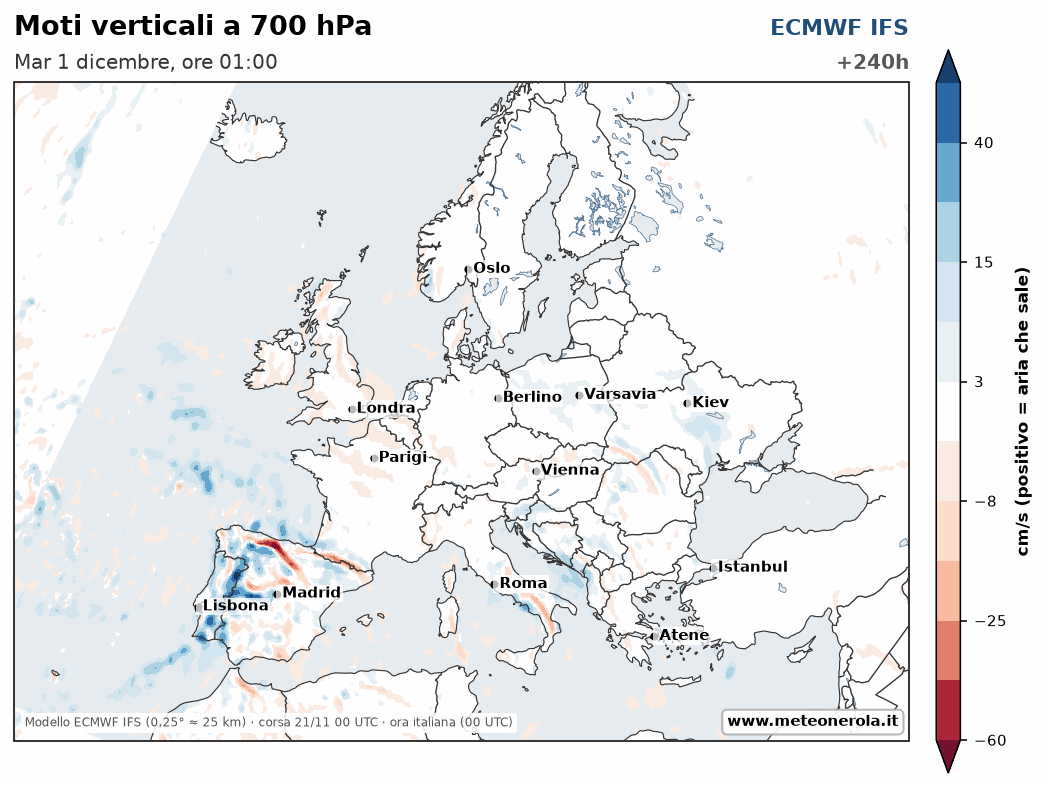 Moti verticali a 700 hPa
ECMWF IFS
Mar 1 dicembre, ore 01:00
+240h
40
15
3
−8
−25
−60
cm/s (positivo = aria che sale)
Oslo
Londra
Berlino
Varsavia
Kiev
Parigi
Vienna
Istanbul
Roma
Madrid
Lisbona
Atene
Modello ECMWF IFS (0,25° ≈ 25 km) · corsa 21/11 00 UTC · ora italiana (00 UTC)
www.meteonerola.it